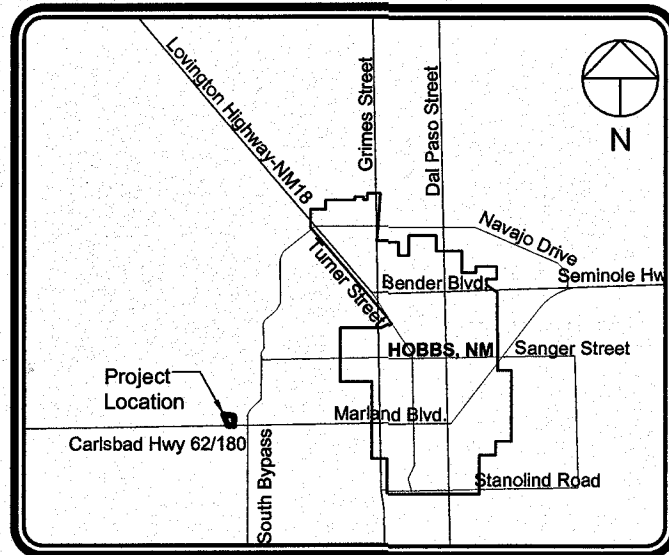 Lovington Highway-NM18
Grimes Street
Dal Paso Street
N
Navajo Drive
Turner Street
Bender Blvd.
Seminole Hw
HOBBS, NM
Sanger Street
Project
Location
Marland Blvd.
Carlsbad Hwy 62/180
South Bypass
Stanolind Road